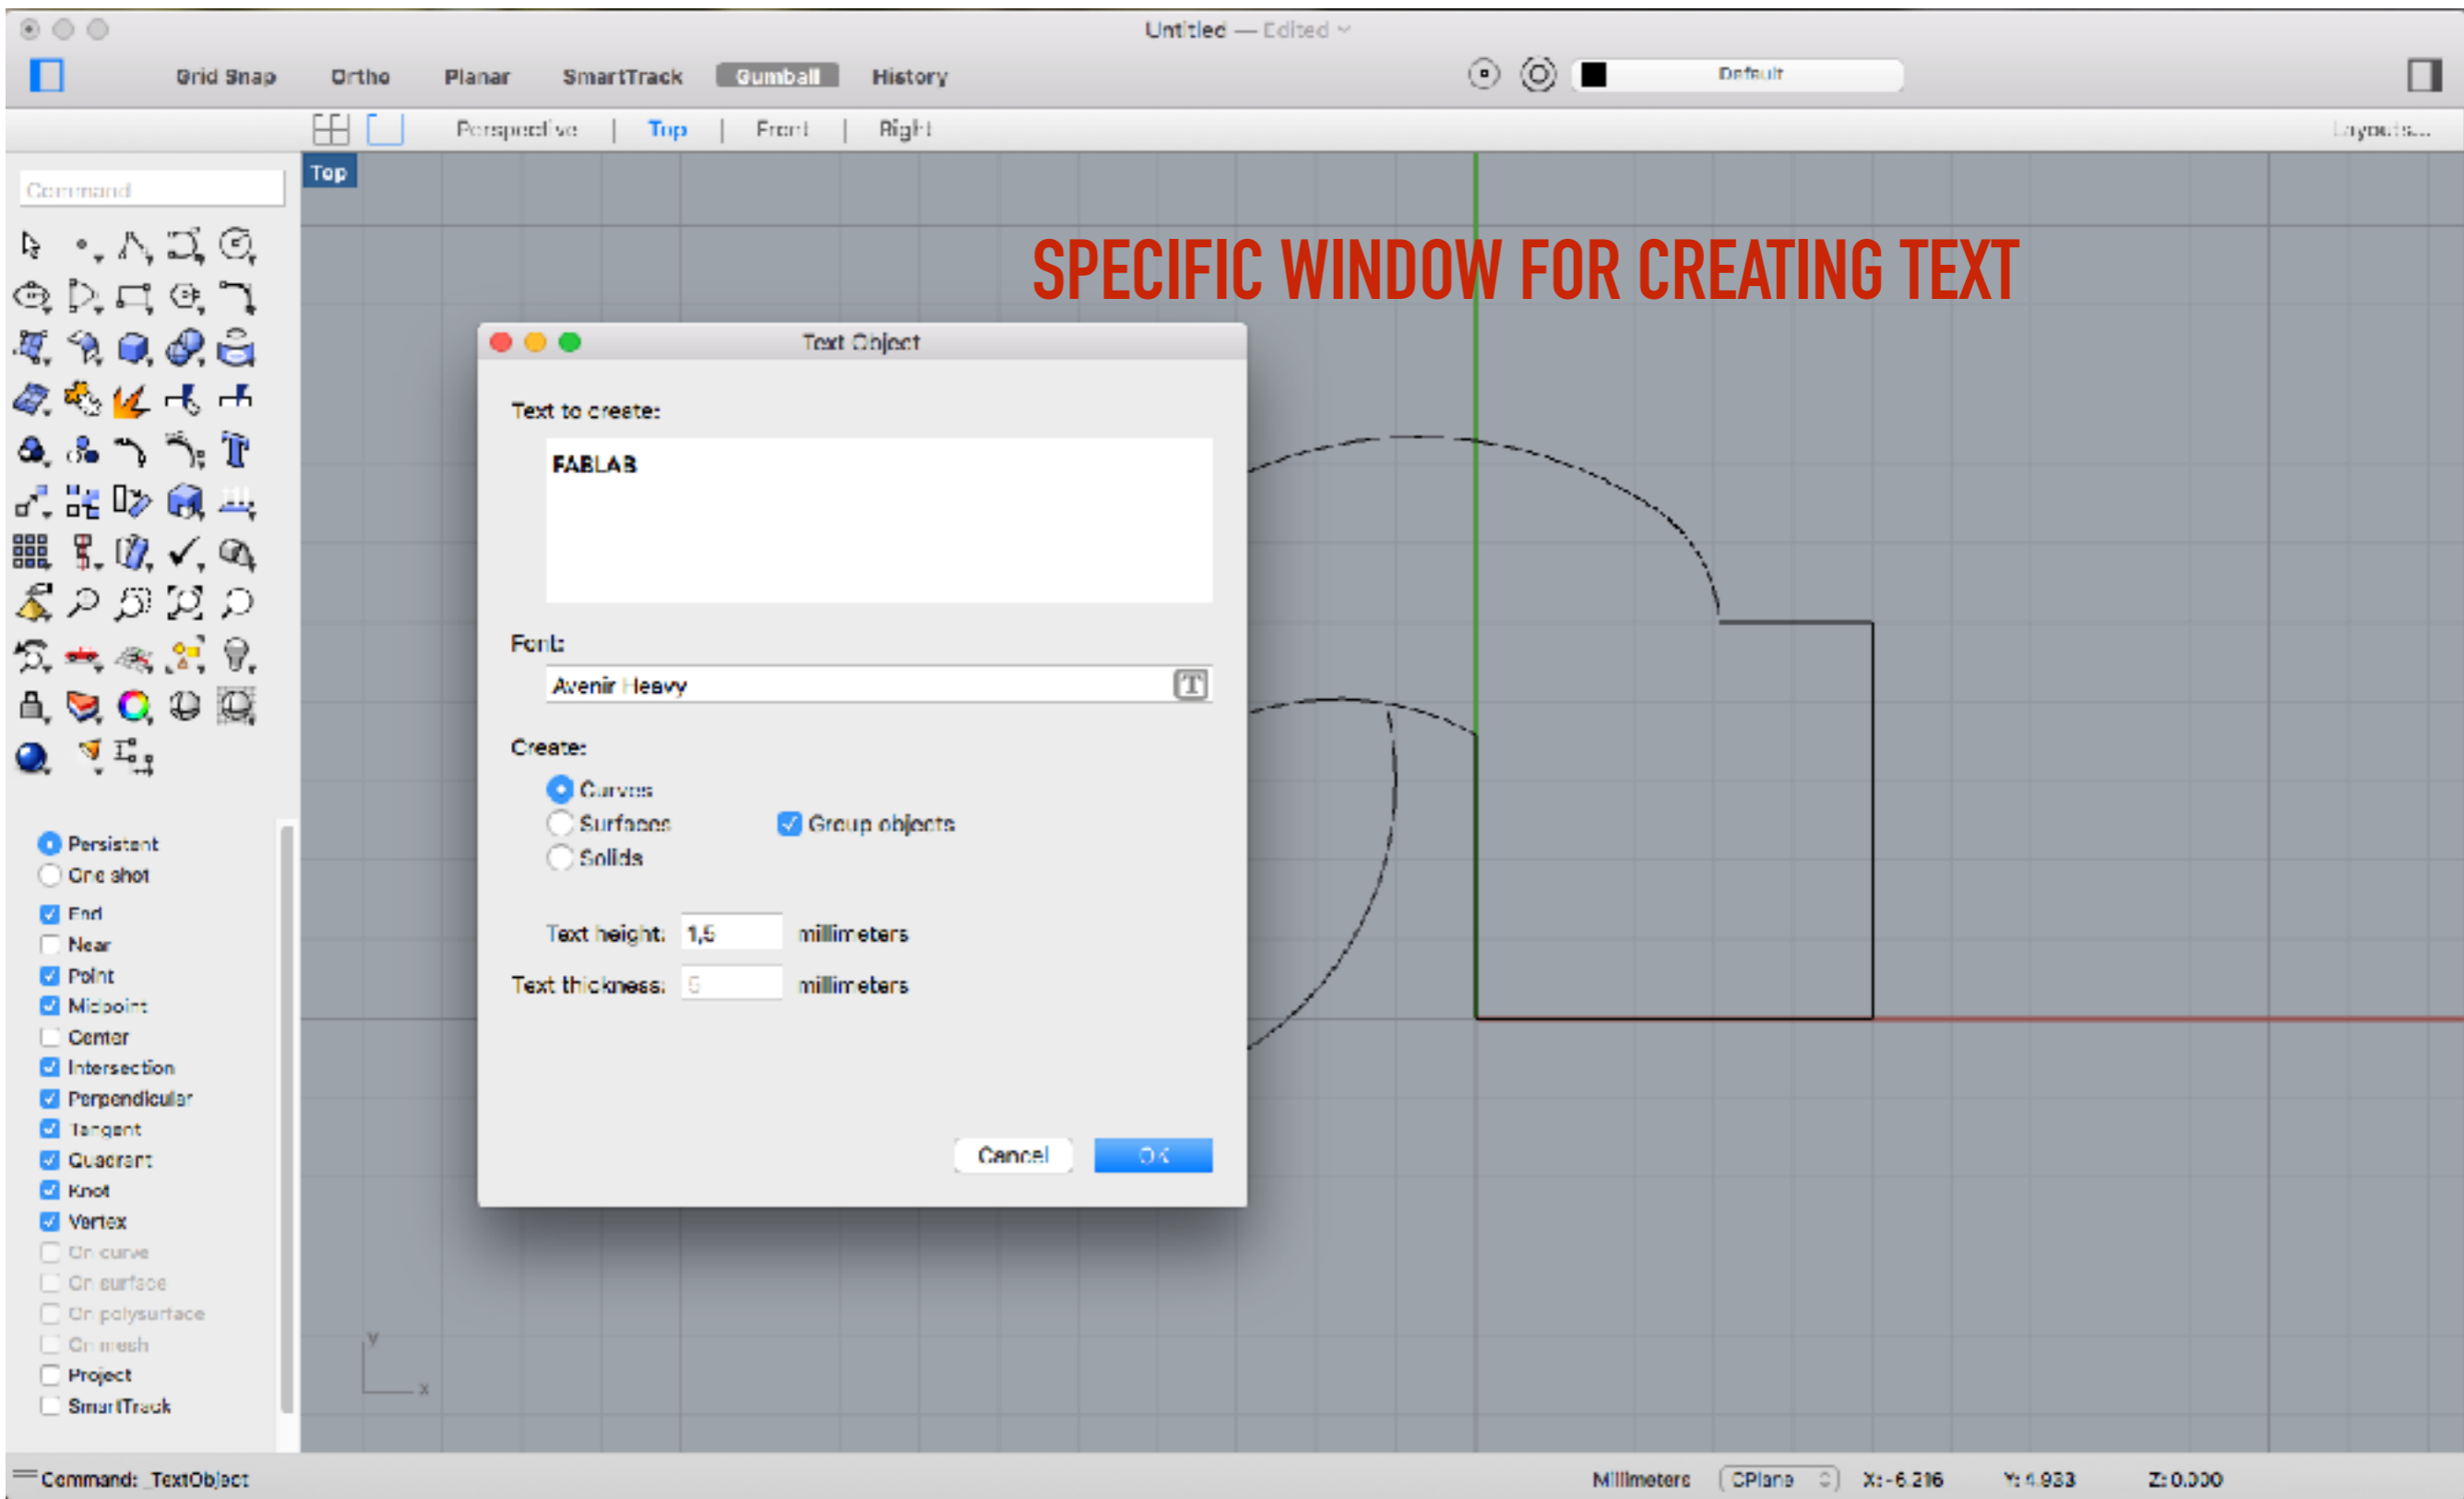 Untitled — Edited
Grid Snap Ortho Planar SmartTrack Gumball History Default
Perspective | Top | Front | Right Layouts...
Top
Command
SPECIFIC WINDOW FOR CREATING TEXT
Text Object
Text to create:
FABLAB
Font:
Avenir Heavy
Create:
Curves
Surfaces Group objects
Solids
Text height: 1,5 millimeters
Text thickness: 5 millimeters
Cancel OK
Persistent
One shot
End
Near
Point
Midpoint
Center
Intersection
Perpendicular
Tangent
Quadrant
Knot
Vertex
On curve
On surface
On polysurface
On mesh
Project
SmartTrack
y
x
Command: _TextObject Millimeters CPlane X: -6.216 Y: 4.933 Z: 0.000